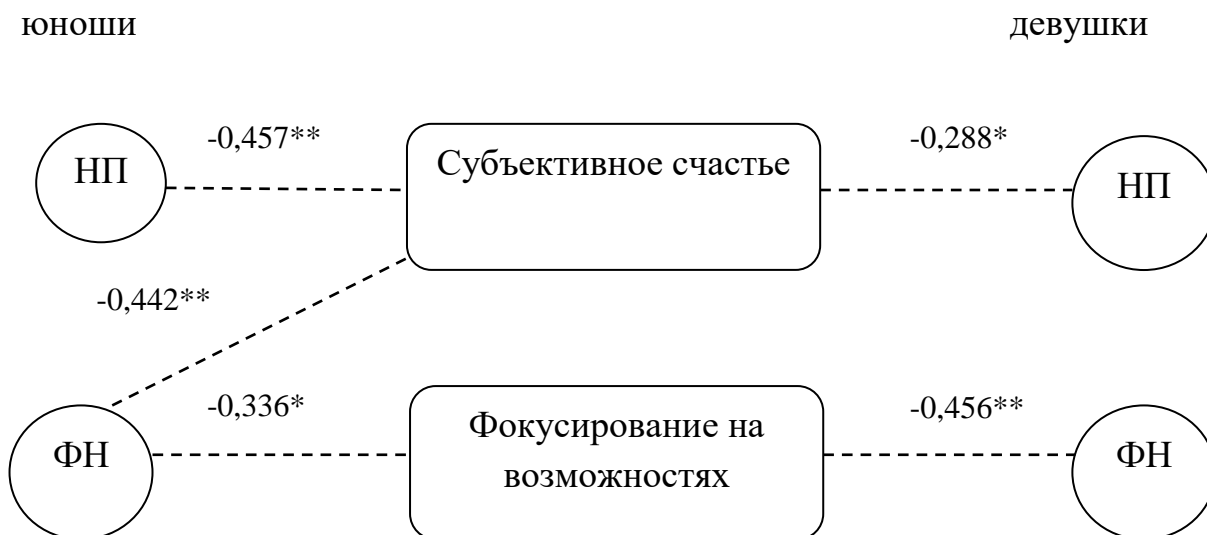 юноши
девушки
-0,457**
-0,288*
НП
Субъективное счастье
НП
-0,442**
-0,336*
-0,456**
ФН
Фокусирование на
возможностях
ФН